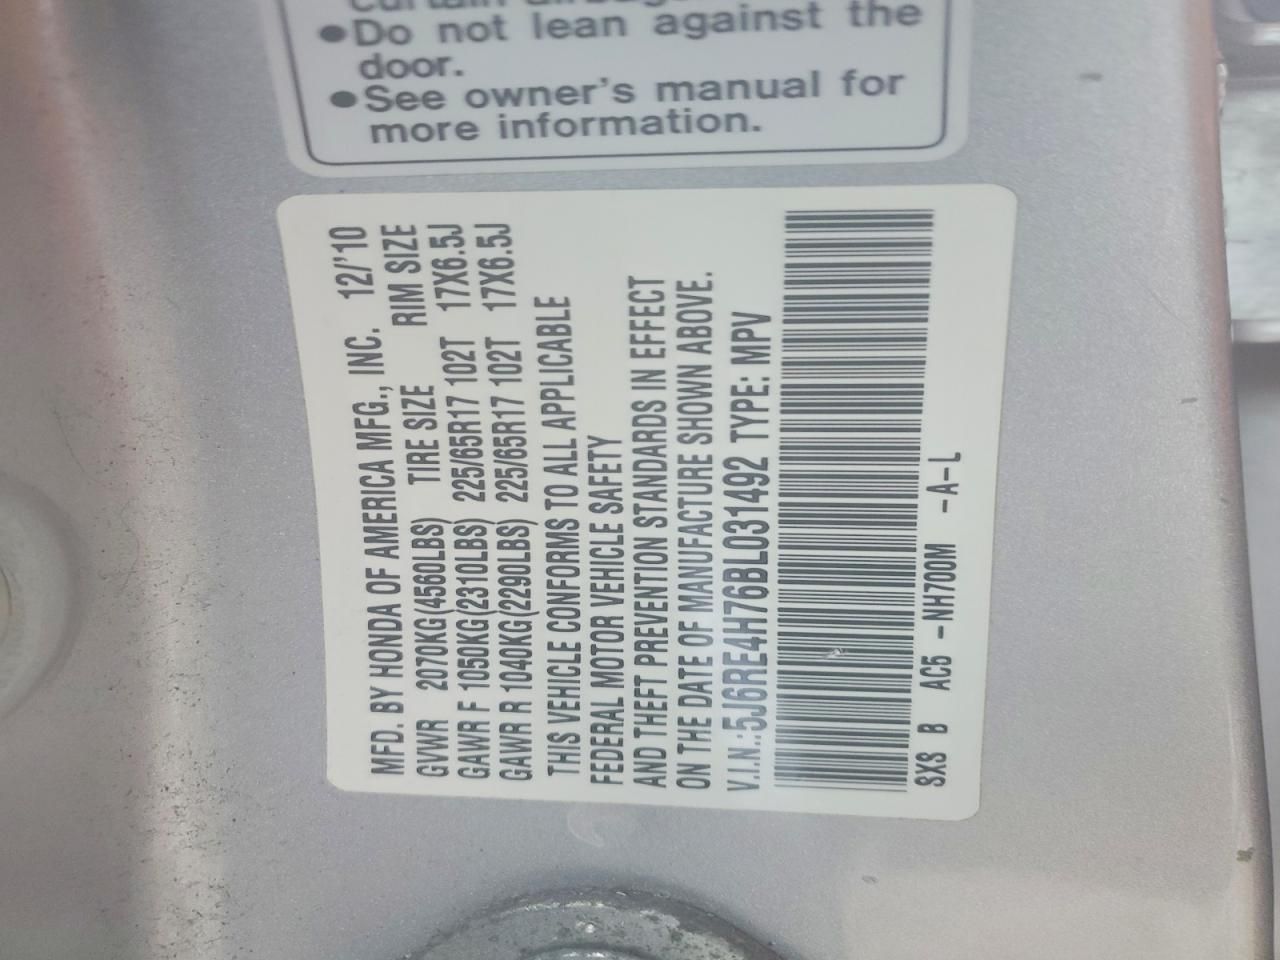 ●Do not lean against the
door.
●See owner's manual for
more information.
MFD. BY HONDA OF AMERICA MFG., INC. 12/'10
GVWR 2070KG(4560LBS) TIRE SIZE RIM SIZE
GAWR F 1050KG(2310LBS) 225/65R17 102T 17X6.5J
GAWR R 1040KG(2290LBS) 225/65R17 102T 17X6.5J
THIS VEHICLE CONFORMS TO ALL APPLICABLE
FEDERAL MOTOR VEHICLE SAFETY
AND THEFT PREVENTION STANDARDS IN EFFECT
ON THE DATE OF MANUFACTURE SHOWN ABOVE.
V.I.N.:5J6RE4H76BL031492 TYPE: MPV
SXS B AC5 -NH700M -A-L